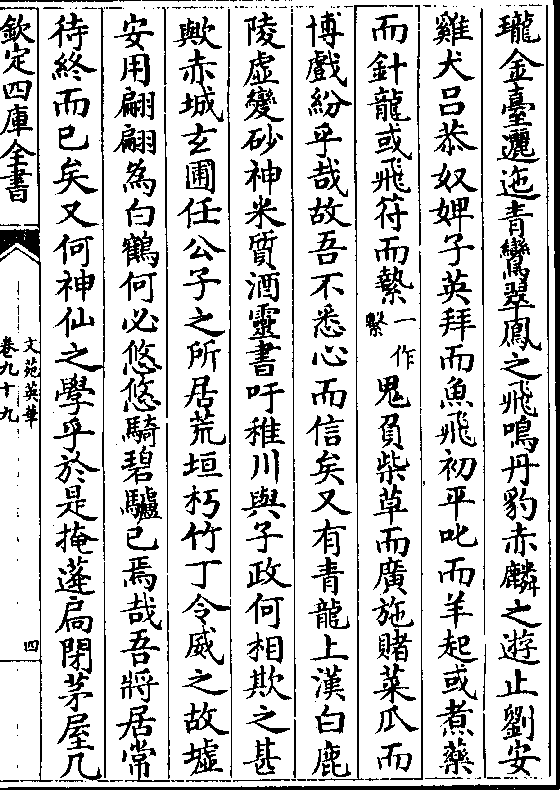 瓏金臺邐迤青鸞翠鳳之飛鳴丹豹赤麟之遊止劉安
雞犬呂恭奴婢子英拜而魚飛初平叱而羊起或煮藥
而針龍或飛符而縶一作繫鬼負柴草而廣施賭菜瓜而
博戲紛乎哉故吾不悉心而信矣又有青龍上漢白鹿
陵虛變砂神米質酒靈書吁稚川與子政何相欺之甚
歟赤城玄圃任公子之所居荒垣朽竹丁令威之故墟
安用翩翩為白鶴何必悠悠騎碧驢已焉哉吾將居常
待終而已矣又何神仙之學乎於是掩蓬扃閉茅屋几
欽定四庫全書
文苑英華
卷九十九
四